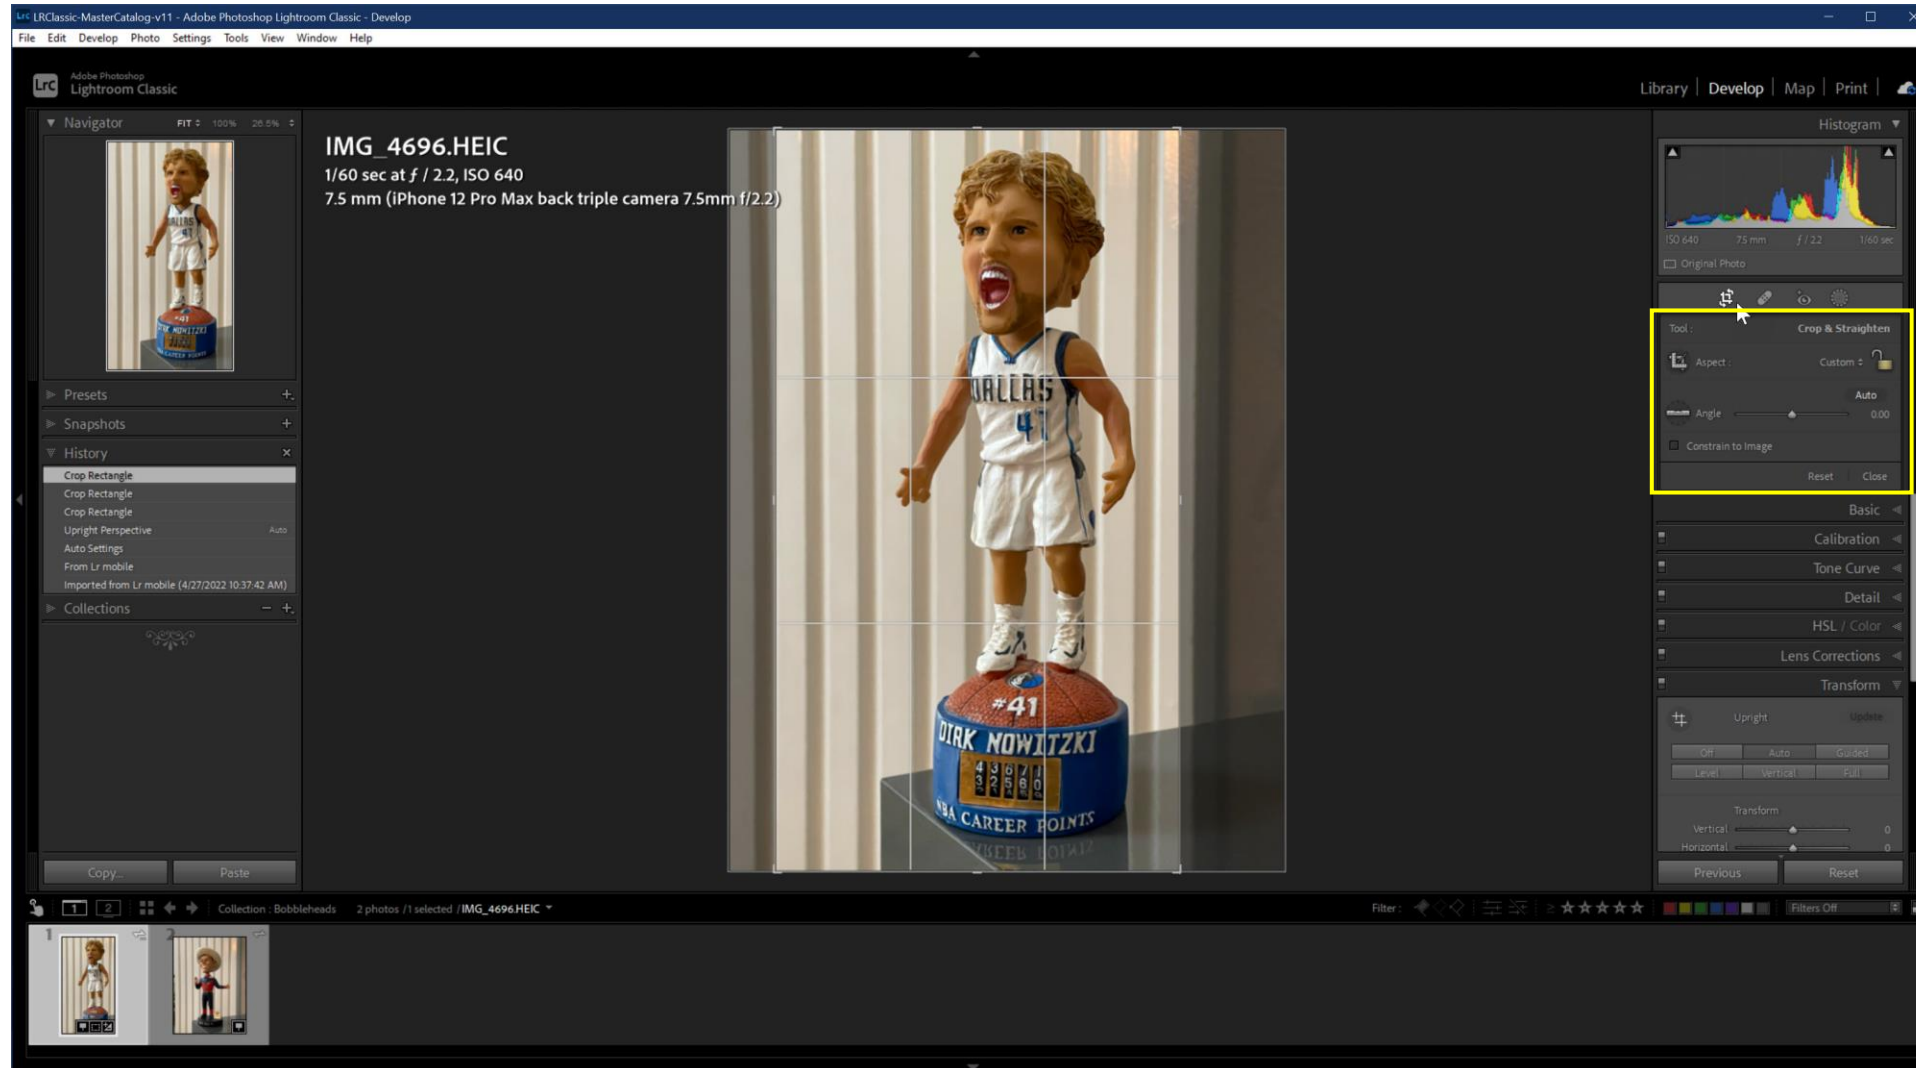 LrC LRClassic-MasterCatalog-v11 - Adobe Photoshop Lightroom Classic - Develop
File Edit Develop Photo Settings Tools View Window Help
LrC
Adobe Photoshop
Lightroom Classic
Library | Develop | Map | Print |
Navigator FIT 100% 26.5%
Presets
Snapshots
History
Crop Rectangle
Crop Rectangle
Crop Rectangle
Upright Perspective Auto
Auto Settings
From Lr mobile
Imported from Lr mobile (4/27/2022 10:37:42 AM)
Collections
Copy... Paste
IMG_4696.HEIC
1/60 sec at ƒ / 2.2, ISO 640
7.5 mm (iPhone 12 Pro Max back triple camera 7.5mm f/2.2)
DALLAS
41
#41
DIRK NOWITZKI
NBA CAREER POINTS
Histogram
ISO 640 7.5 mm ƒ / 2.2 1/60 sec
Original Photo
Tool : Crop & Straighten
Aspect : Custom
Auto
Angle 0.00
Constrain to Image
Reset Close
Basic
Calibration
Tone Curve
Detail
HSL / Color
Lens Corrections
Transform
Upright Update
Off Auto Guided
Level Vertical Full
Transform
Vertical 0
Horizontal 0
Previous Reset
1 2 Collection : Bobbleheads 2 photos / 1 selected / IMG_4696.HEIC
Filter : ≥ ★★★★★ Filters Off
1 2